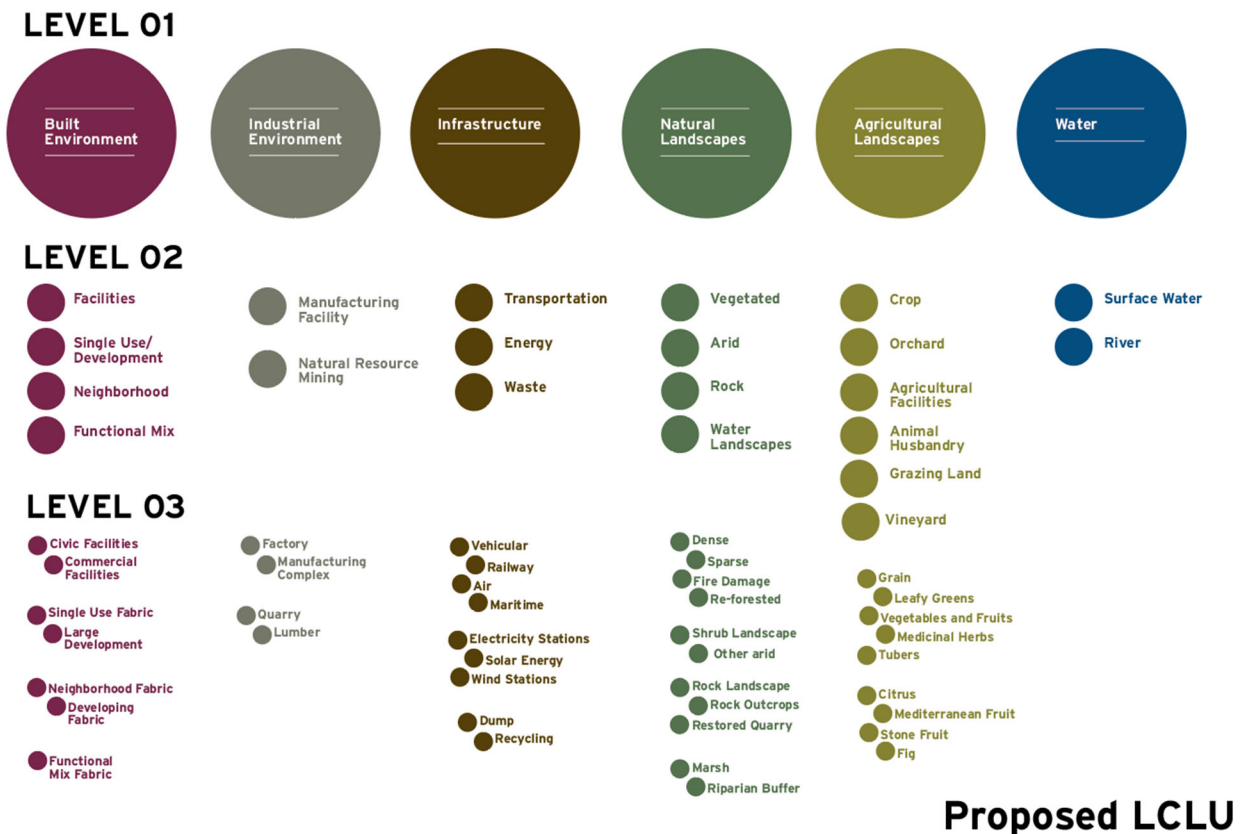 LEVEL 01
Built
Environment
Industrial
Environment
Infrastructure
Natural
Landscapes
Agricultural
Landscapes
Water
LEVEL 02
Facilities
Single Use/
Development
Neighborhood
Functional Mix
Manufacturing
Facility
Natural Resource
Mining
Transportation
Energy
Waste
Vegetated
Arid
Rock
Water
Landscapes
Crop
Orchard
Agricultural
Facilities
Animal
Husbandry
Grazing Land
Vineyard
Surface Water
River
LEVEL 03
Civic Facilities
Commercial
Facilities
Single Use Fabric
Large
Development
Neighborhood Fabric
Developing
Fabric
Functional
Mix Fabric
Factory
Manufacturing
Complex
Quarry
Lumber
Vehicular
Railway
Air
Maritime
Electricity Stations
Solar Energy
Wind Stations
Dump
Recycling
Dense
Sparse
Fire Damage
Re-forested
Shrub Landscape
Other arid
Rock Landscape
Rock Outcrops
Restored Quarry
Marsh
Riparian Buffer
Grain
Leafy Greens
Vegetables and Fruits
Medicinal Herbs
Tubers
Citrus
Mediterranean Fruit
Stone Fruit
Fig
Proposed LCLU